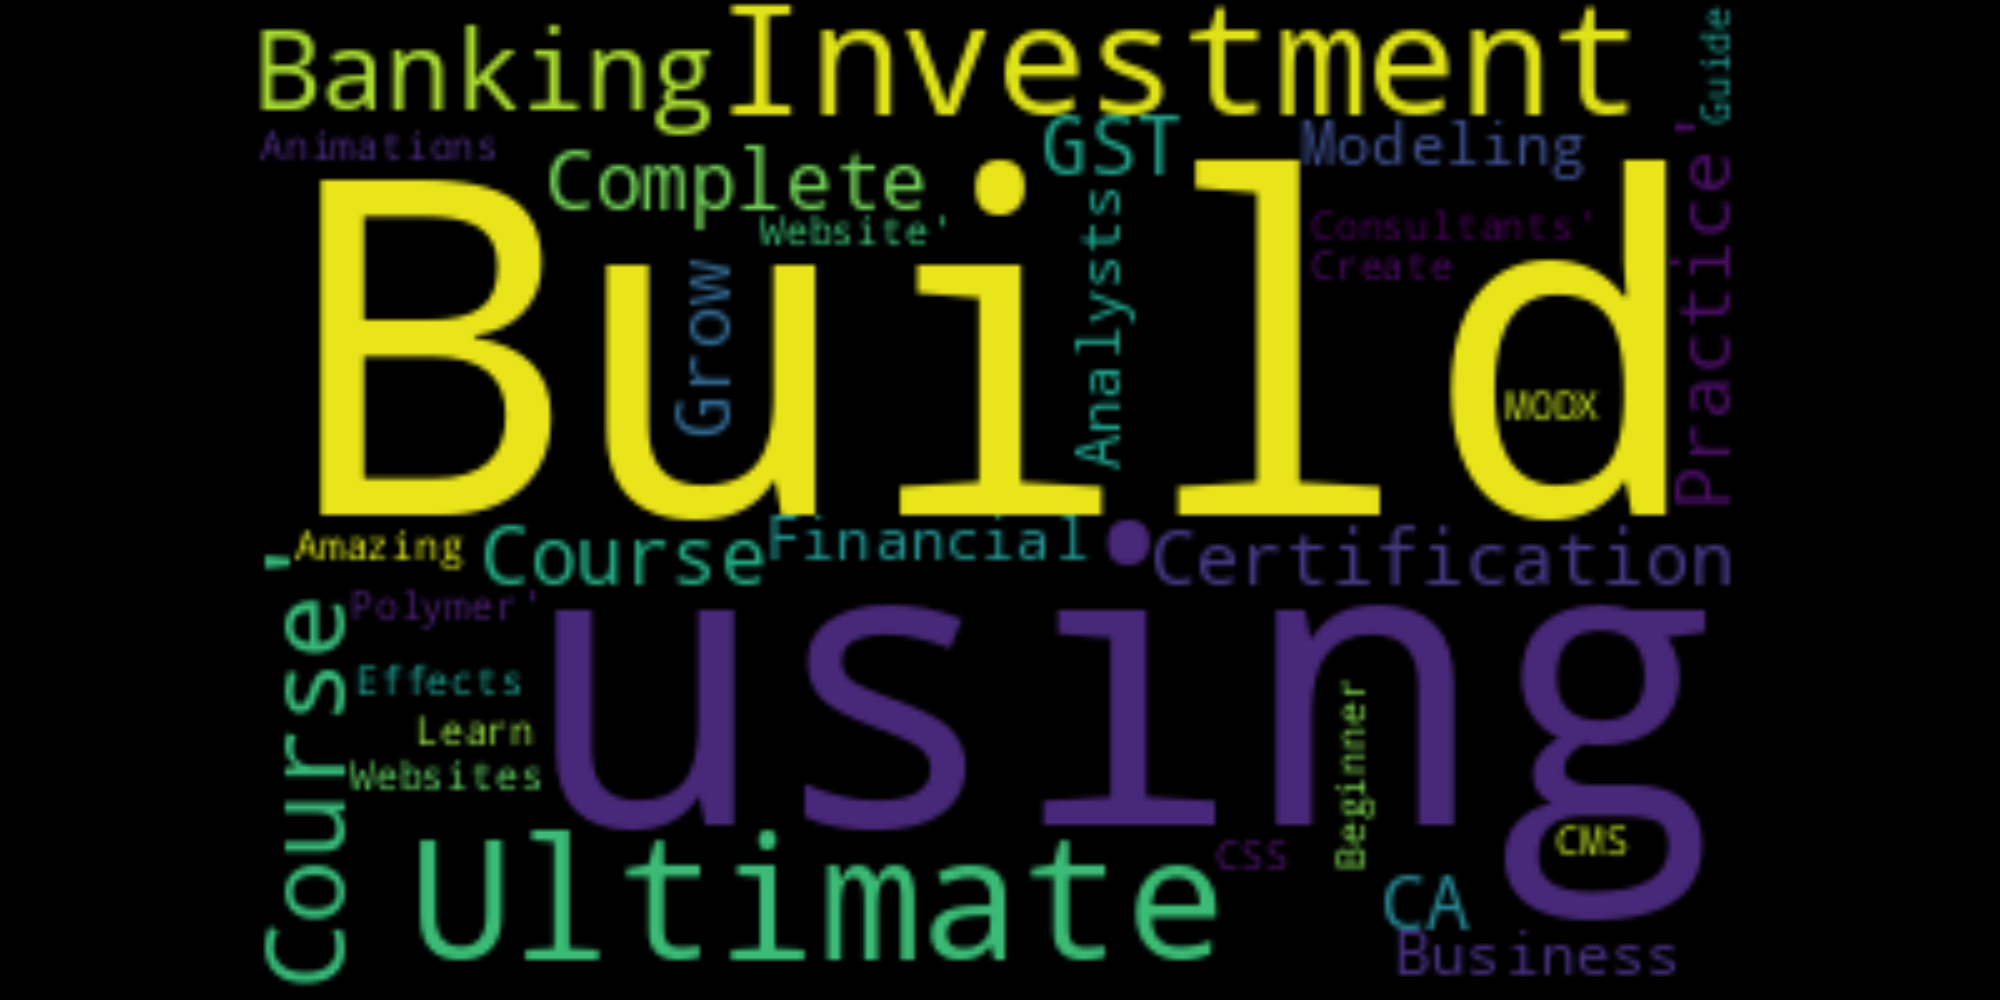 Banking
Investment
Guide
Animations
Complete
GST
Modeling
Website'
Grow
Analysts
Consultants'
Create
Practice'
Build
MODX
Amazing
Course
Financial
Certification
Course'
Polymer'
Effects
Learn
Websites
using
Beginner
Ultimate
CSS
CMS
CA
Business